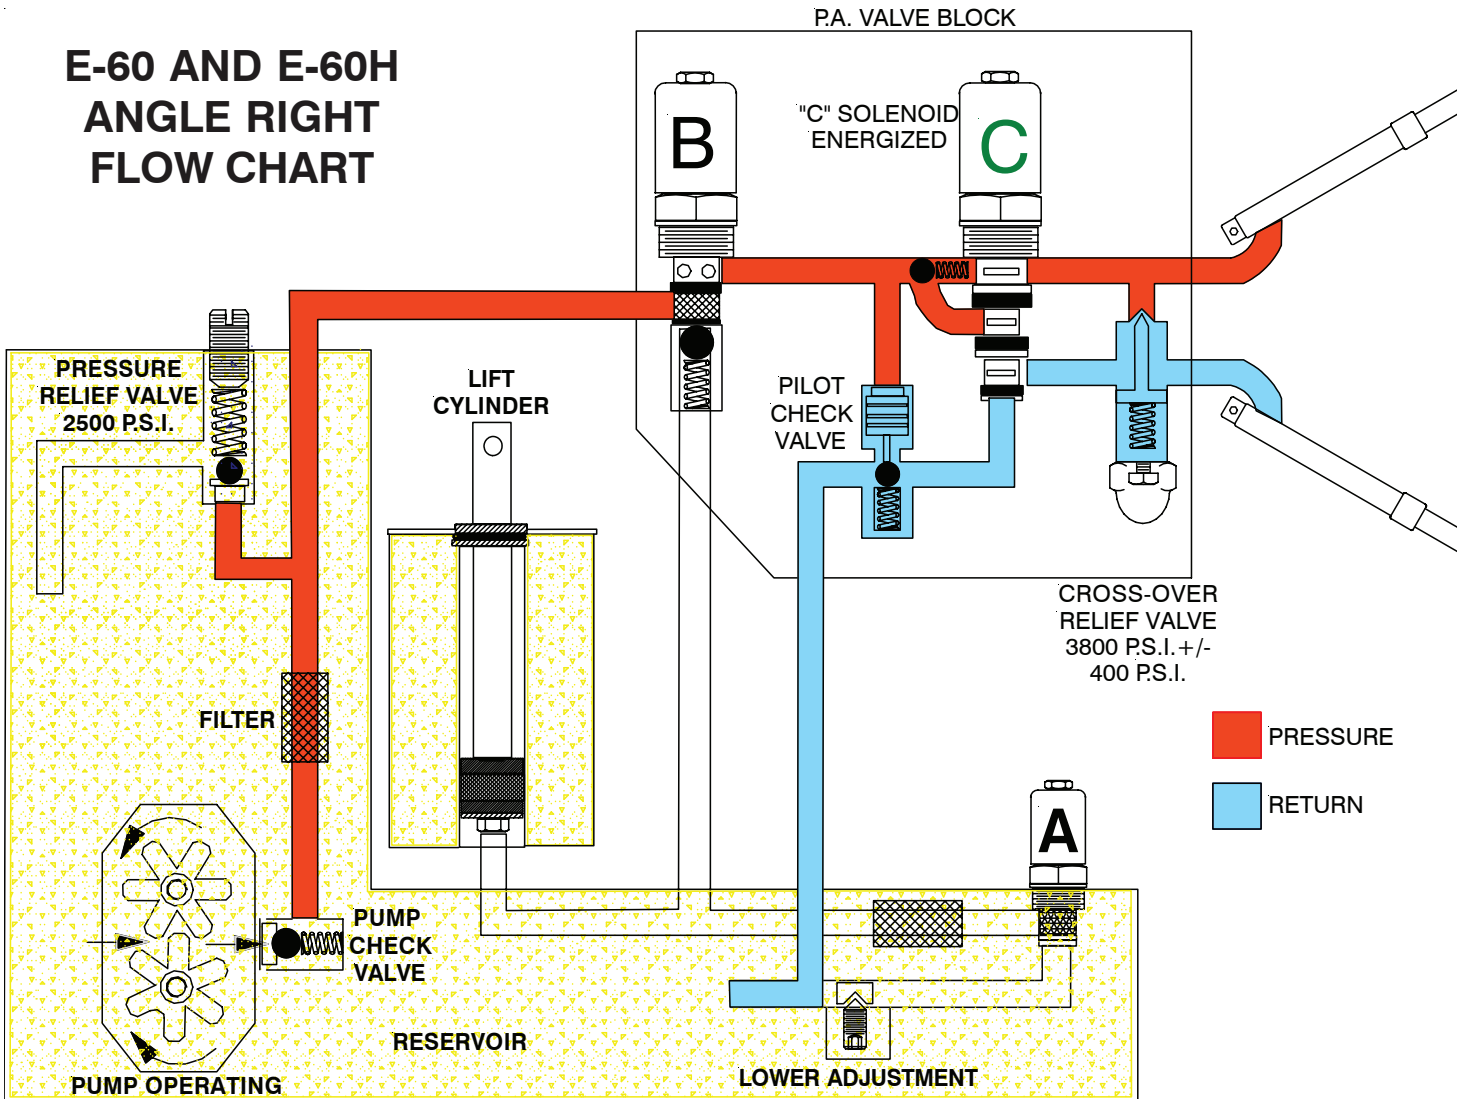 P.A. VALVE BLOCK
E-60 AND E-60H
ANGLE RIGHT
FLOW CHART
B
"C" SOLENOID
ENERGIZED
C
PRESSURE
RELIEF VALVE
2500 P.S.I.
LIFT
CYLINDER
PILOT
CHECK
VALVE
CROSS-OVER
RELIEF VALVE
3800 P.S.I.+/-
400 P.S.I.
FILTER
PRESSURE
RETURN
A
PUMP
CHECK
VALVE
RESERVOIR
PUMP OPERATING
LOWER ADJUSTMENT